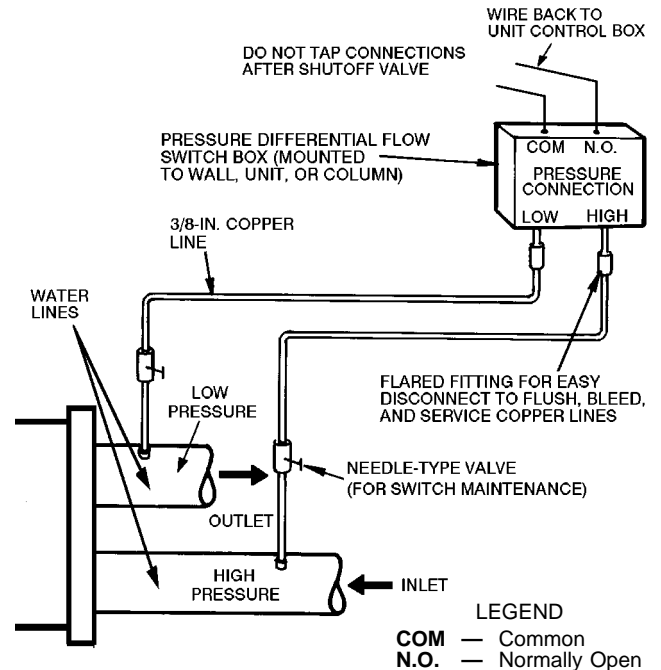 WIRE BACK TO
UNIT CONTROL BOX
DO NOT TAP CONNECTIONS
AFTER SHUTOFF VALVE
PRESSURE DIFFERENTIAL FLOW
SWITCH BOX (MOUNTED
TO WALL, UNIT, OR COLUMN)
COM N.O.
PRESSURE
CONNECTION
LOW HIGH
3/8-IN. COPPER
LINE
WATER
LINES
LOW
PRESSURE
FLARED FITTING FOR EASY
DISCONNECT TO FLUSH, BLEED,
AND SERVICE COPPER LINES
NEEDLE-TYPE VALVE
(FOR SWITCH MAINTENANCE)
OUTLET
HIGH
PRESSURE
INLET
LEGEND
COM — Common
N.O. — Normally Open